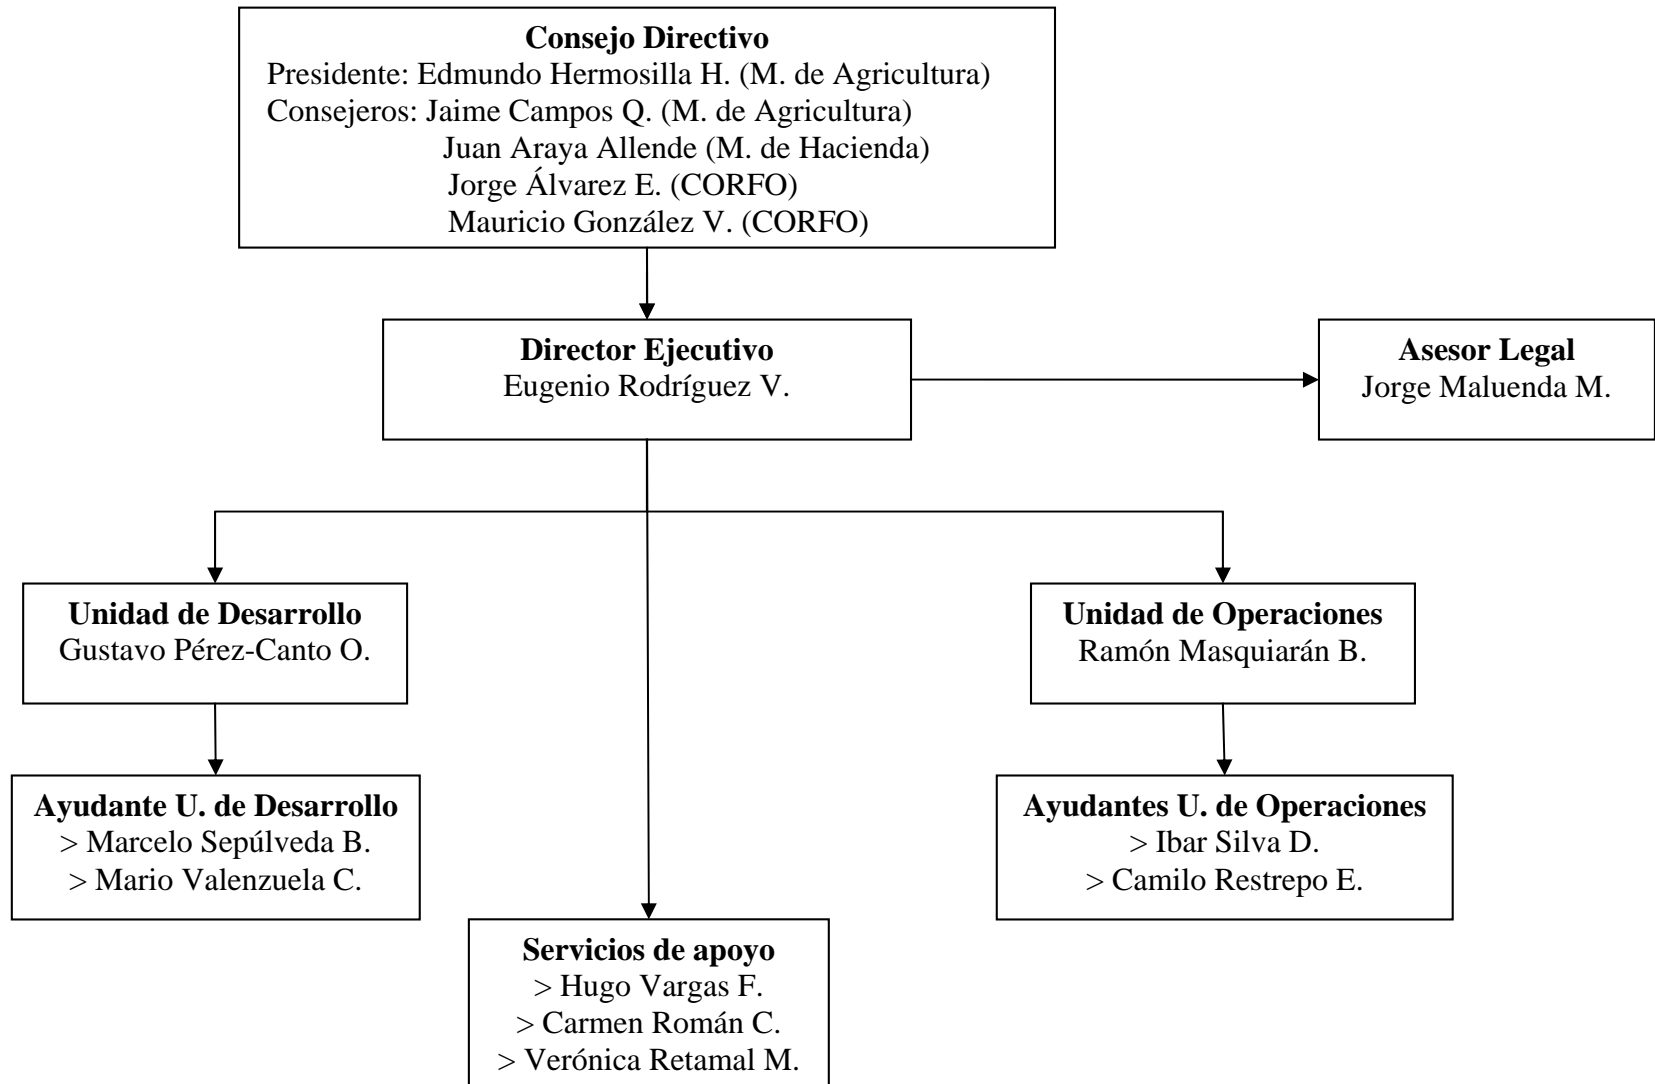 Consejo Directivo
Presidente: Edmundo Hermosilla H. (M. de Agricultura)
Consejeros: Jaime Campos Q. (M. de Agricultura)
Juan Araya Allende (M. de Hacienda)
Jorge Álvarez E. (CORFO)
Mauricio González V. (CORFO)
Director Ejecutivo
Eugenio Rodríguez V.
Asesor Legal
Jorge Maluenda M.
Unidad de Desarrollo
Gustavo Pérez-Canto O.
Unidad de Operaciones
Ramón Masquiarán B.
Ayudante U. de Desarrollo
> Marcelo Sepúlveda B.
> Mario Valenzuela C.
Ayudantes U. de Operaciones
> Ibar Silva D.
> Camilo Restrepo E.
Servicios de apoyo
> Hugo Vargas F.
> Carmen Román C.
> Verónica Retamal M.